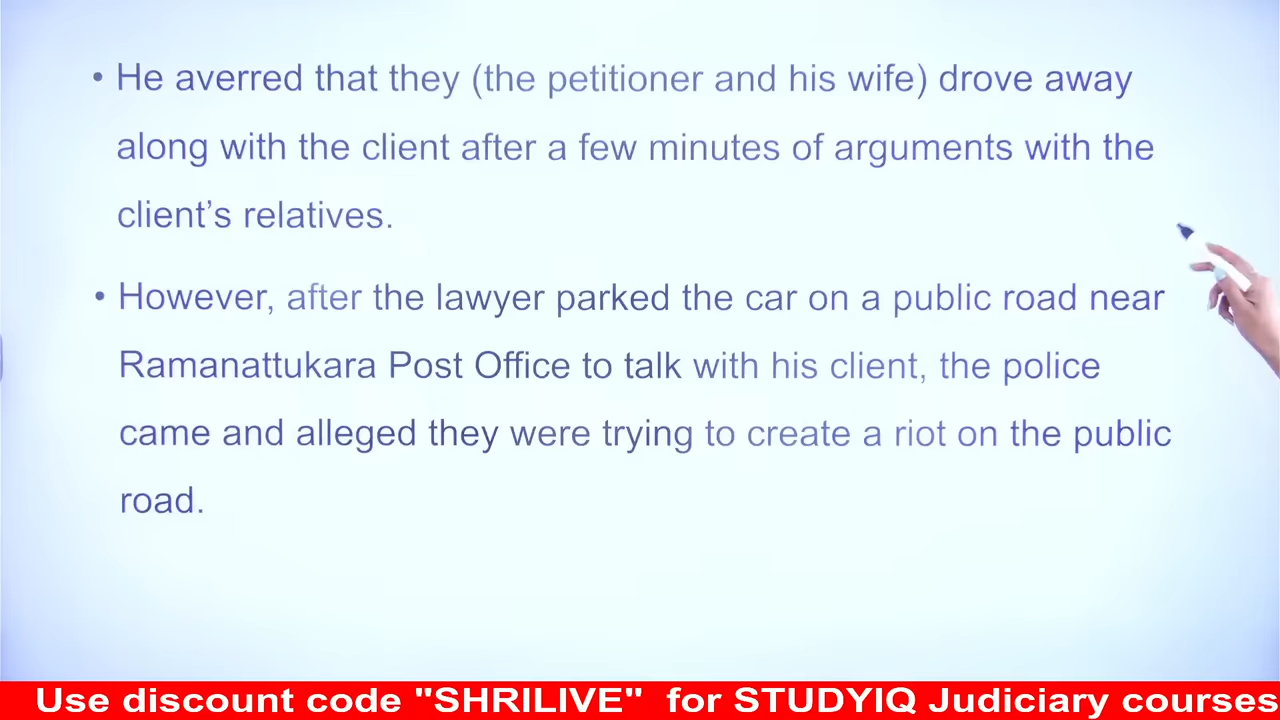 • He averred that they (the petitioner and his wife) drove away
along with the client after a few minutes of arguments with the
client’s relatives.
• However, after the lawyer parked the car on a public road near
Ramanattukara Post Office to talk with his client, the police
came and alleged they were trying to create a riot on the public
road.
Use discount code "SHRILIVE" for STUDYIQ Judiciary courses